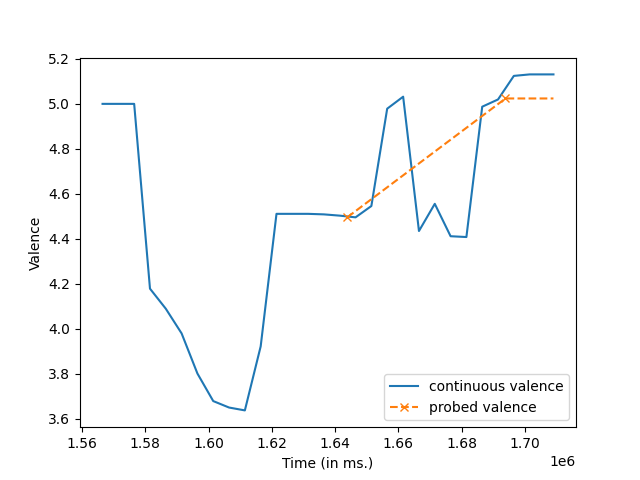 5.2
5.0
4.8
4.6
4.4
4.2
4.0
3.8
3.6
Valence
continuous valence
probed valence
1.56 1.58 1.60 1.62 1.64 1.66 1.68 1.70
Time (in ms.)
1e6